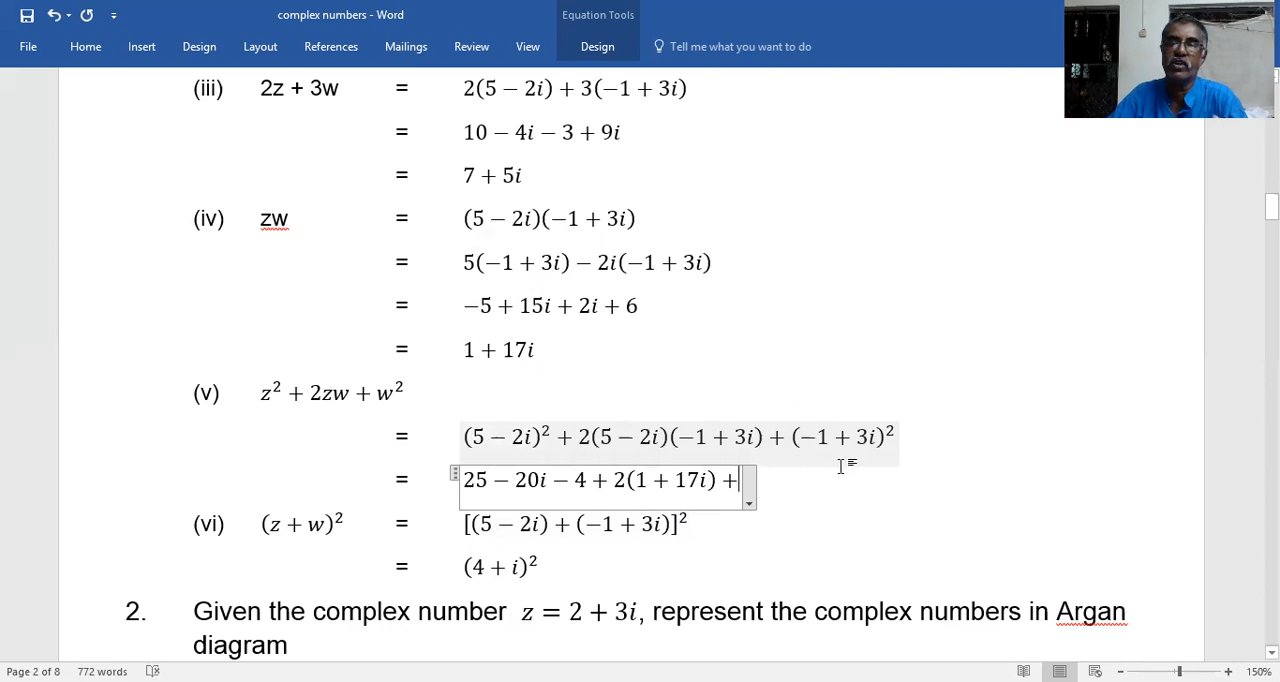 complex numbers - Word
Equation Tools
File Home Insert Design Layout References Mailings Review View Design Tell me what you want to do
(iii) 2z + 3w = 2(5 − 2i) + 3(−1 + 3i)
= 10 − 4i − 3 + 9i
= 7 + 5i
(iv) zw = (5 − 2i)(−1 + 3i)
= 5(−1 + 3i) − 2i(−1 + 3i)
= −5 + 15i + 2i + 6
= 1 + 17i
(v) z² + 2zw + w²
= (5 − 2i)² + 2(5 − 2i)(−1 + 3i) + (−1 + 3i)²
= 25 − 20i − 4 + 2(1 + 17i) +
(vi) (z + w)² = [(5 − 2i) + (−1 + 3i)]²
= (4 + i)²
2. Given the complex number z = 2 + 3i, represent the complex numbers in Argan
diagram
Page 2 of 8 772 words 150%